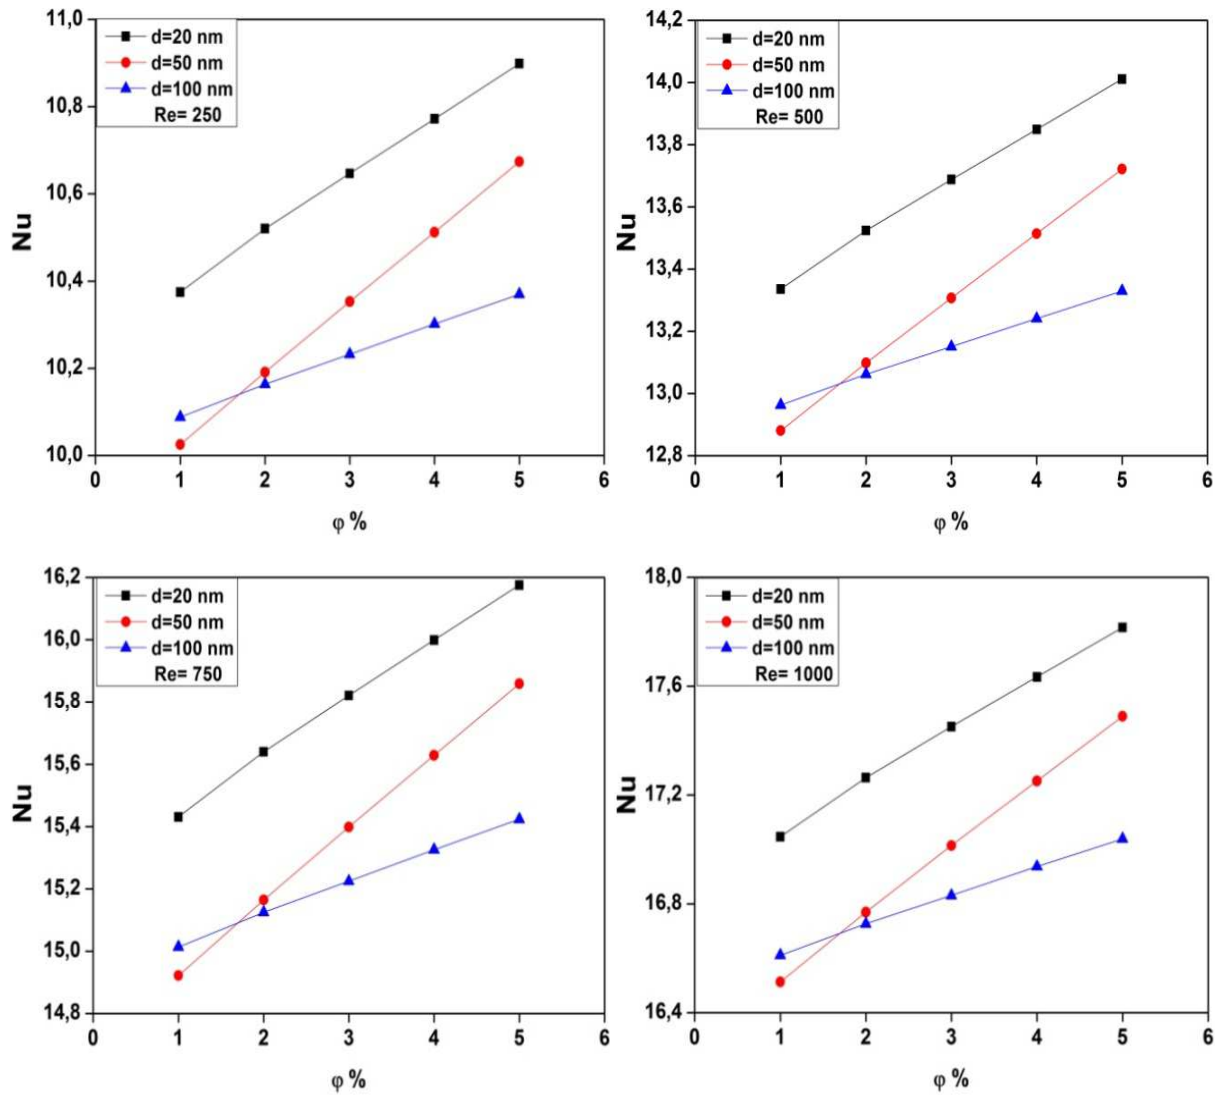 11,0
10,8
10,6
10,4
10,2
10,0
Nu
d=20 nm
d=50 nm
d=100 nm
Re= 250
0 1 2 3 4 5 6
φ %
14,2
14,0
13,8
13,6
13,4
13,2
13,0
12,8
Nu
d=20 nm
d=50 nm
d=100 nm
Re= 500
0 1 2 3 4 5 6
φ %
16,2
16,0
15,8
15,6
15,4
15,2
15,0
14,8
Nu
d=20 nm
d=50 nm
d=100 nm
Re= 750
0 1 2 3 4 5 6
φ %
18,0
17,6
17,2
16,8
16,4
Nu
d=20 nm
d=50 nm
d=100 nm
Re= 1000
0 1 2 3 4 5 6
φ %